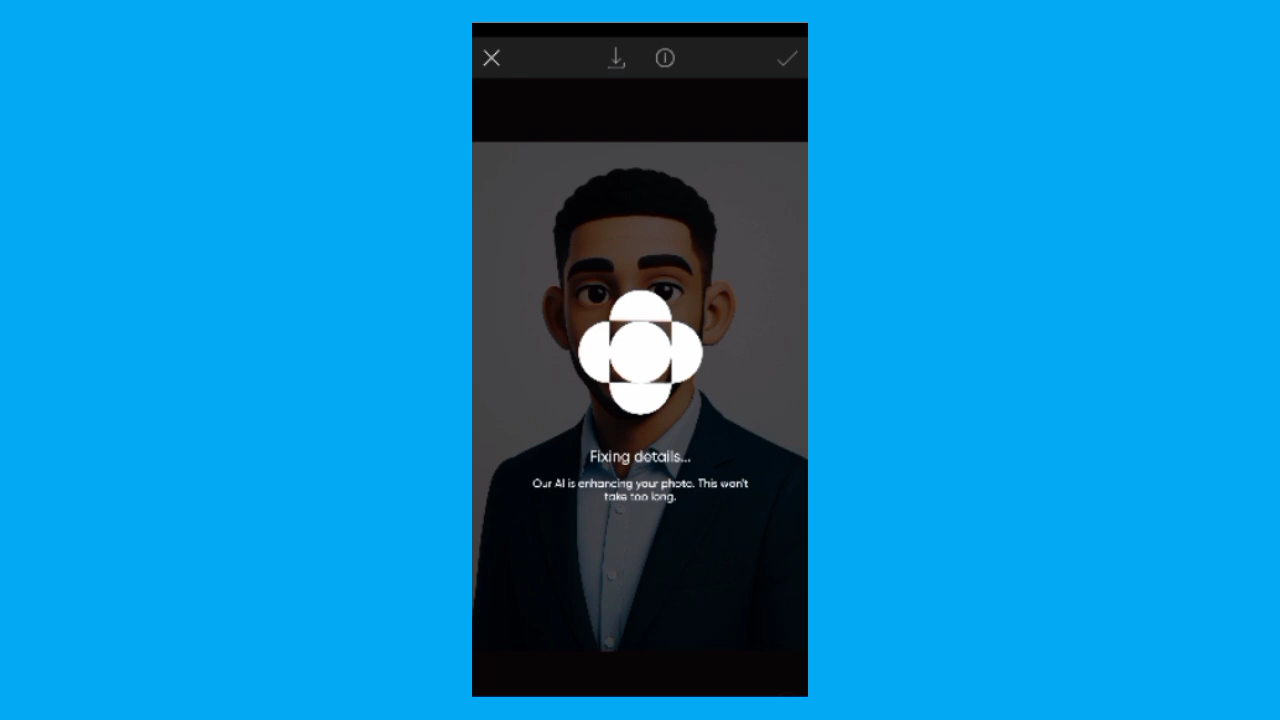 Fixing details...
Our AI is enhancing your photo. This won't
take too long.